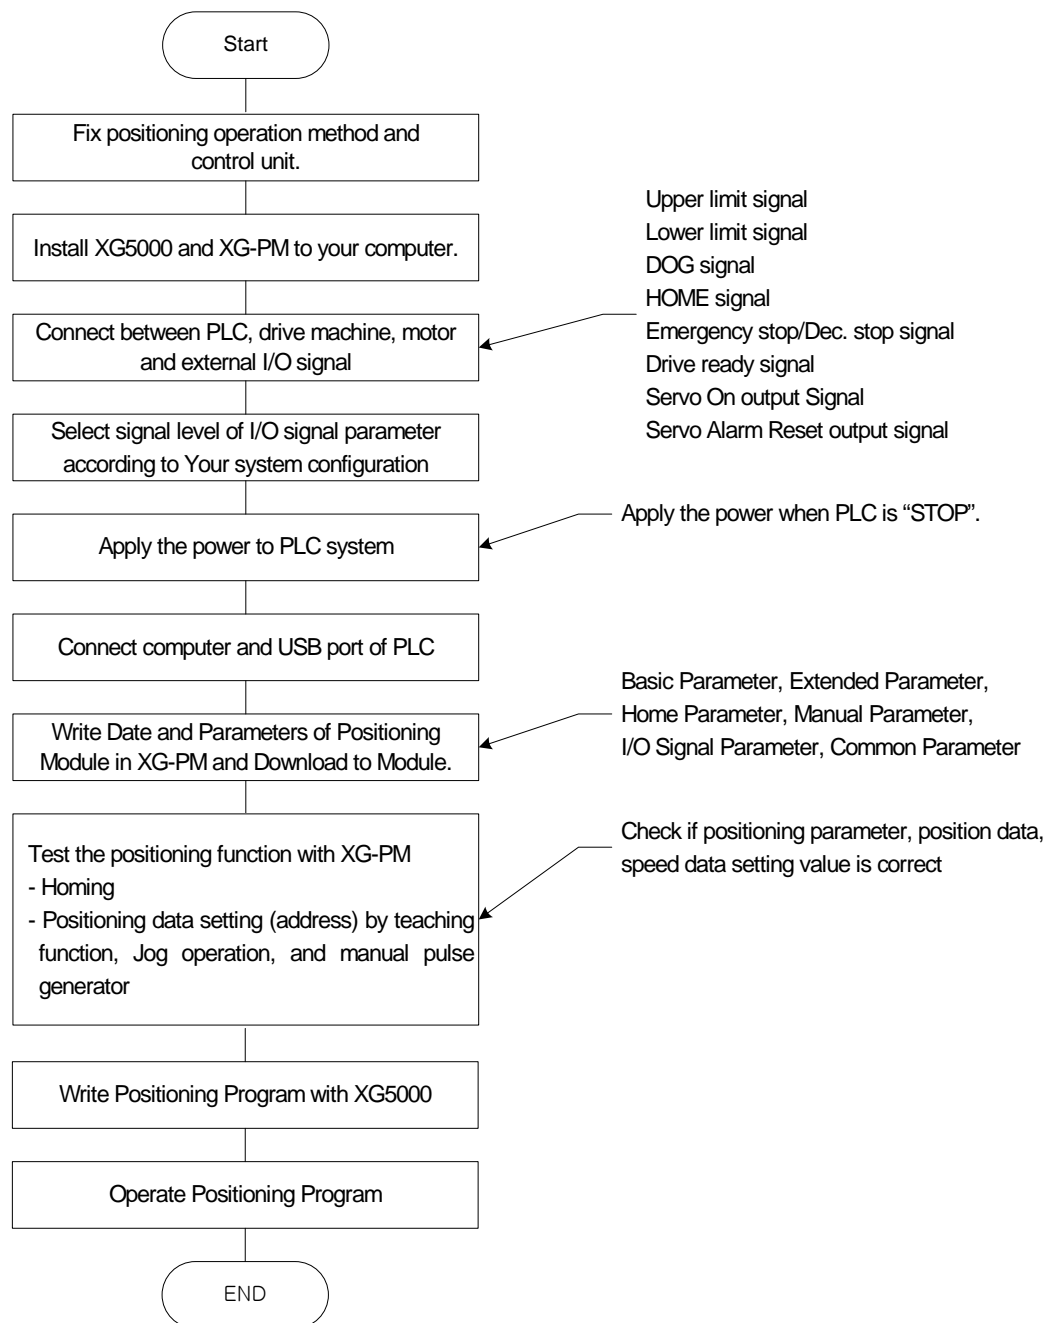 Start
Fix positioning operation method and
control unit.
Install XG5000 and XG-PM to your computer.
Connect between PLC, drive machine, motor
and external I/O signal
Upper limit signal
Lower limit signal
DOG signal
HOME signal
Emergency stop/Dec. stop signal
Drive ready signal
Servo On output Signal
Servo Alarm Reset output signal
Select signal level of I/O signal parameter
according to Your system configuration
Apply the power to PLC system
Apply the power when PLC is “STOP”.
Connect computer and USB port of PLC
Write Date and Parameters of Positioning
Module in XG-PM and Download to Module.
Basic Parameter, Extended Parameter,
Home Parameter, Manual Parameter,
I/O Signal Parameter, Common Parameter
Test the positioning function with XG-PM
- Homing
- Positioning data setting (address) by teaching
function, Jog operation, and manual pulse
generator
Check if positioning parameter, position data,
speed data setting value is correct
Write Positioning Program with XG5000
Operate Positioning Program
END